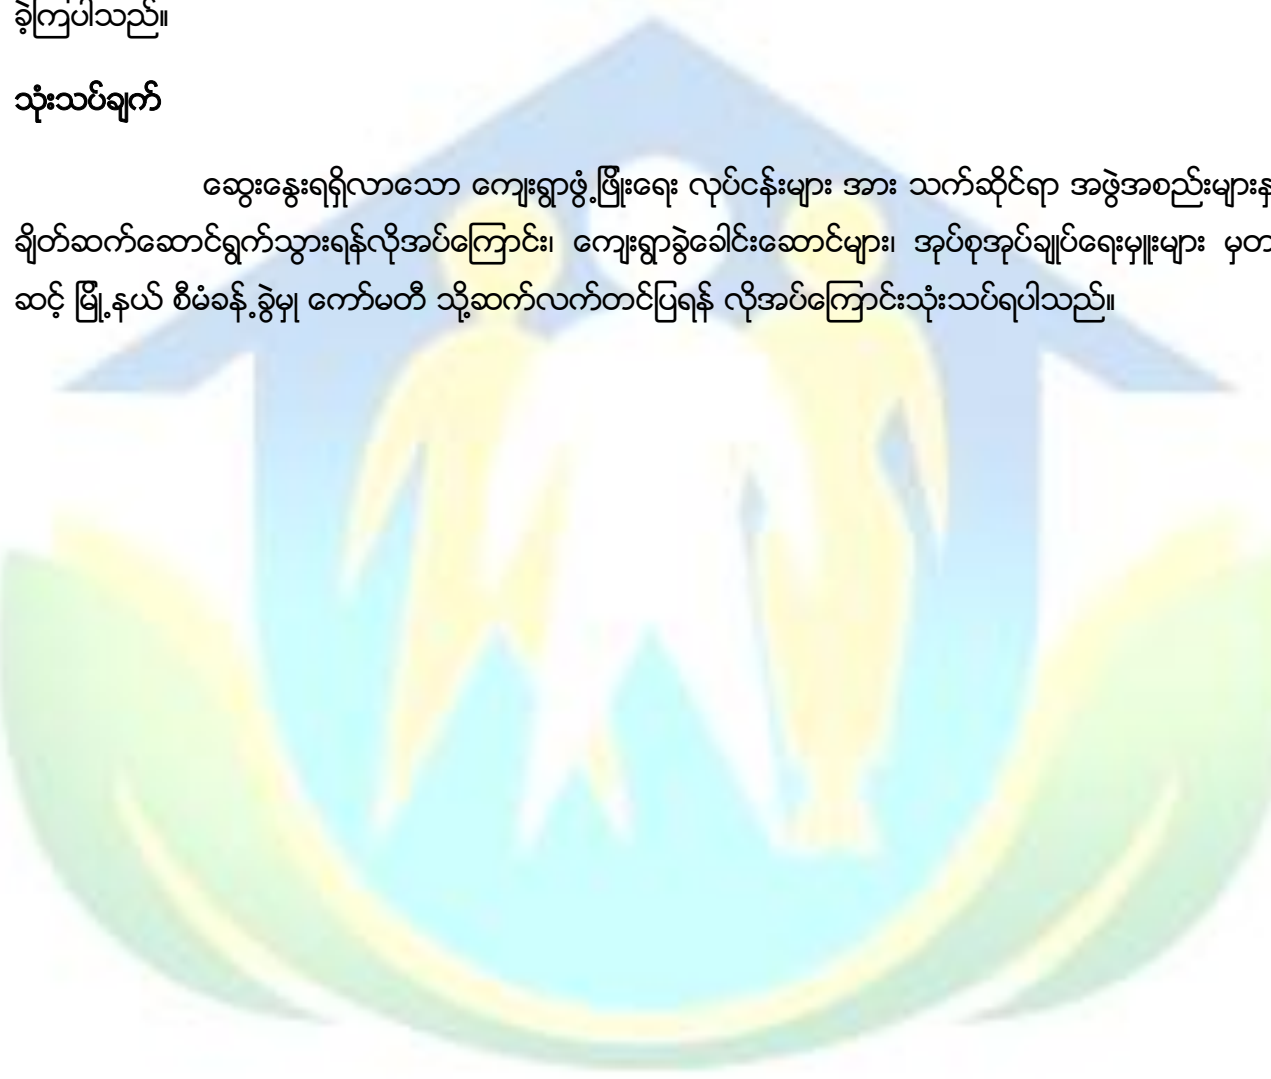 ခဲ့ကြပါသည်။
သုံးသပ်ချက်
ဆွေးနွေးရရှိလာသော ကျေးရွာဖွံ့ဖြိုးရေး လုပ်ငန်းများ အား သက်ဆိုင်ရာ အဖွဲ့အစည်းများန
ချိတ်ဆက်ဆောင်ရွက်သွားရန်လိုအပ်ကြောင်း၊ ကျေးရွာခွဲခေါင်းဆောင်များ၊ အုပ်စုအုပ်ချုပ်ရေးမှူးများ မှတ
ဆင့် မြို့နယ် စီမံခန့်ခွဲမှု ကော်မတီ သို့ဆက်လက်တင်ပြရန် လိုအပ်ကြောင်းသုံးသပ်ရပါသည်။